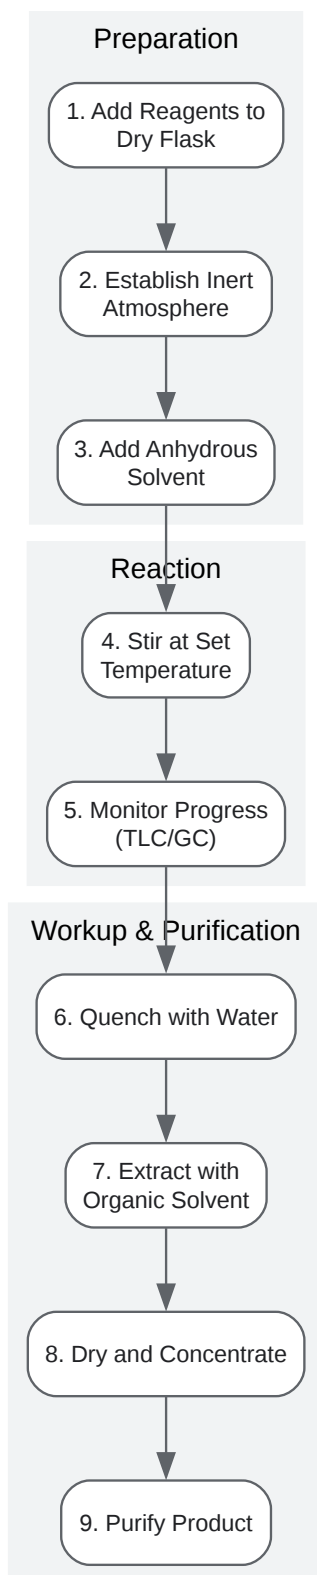 Preparation
1. Add Reagents to
Dry Flask
2. Establish Inert
Atmosphere
3. Add Anhydrous
Solvent
Reaction
4. Stir at Set
Temperature
5. Monitor Progress
(TLC/GC)
Workup & Purification
6. Quench with Water
7. Extract with
Organic Solvent
8. Dry and Concentrate
9. Purify Product